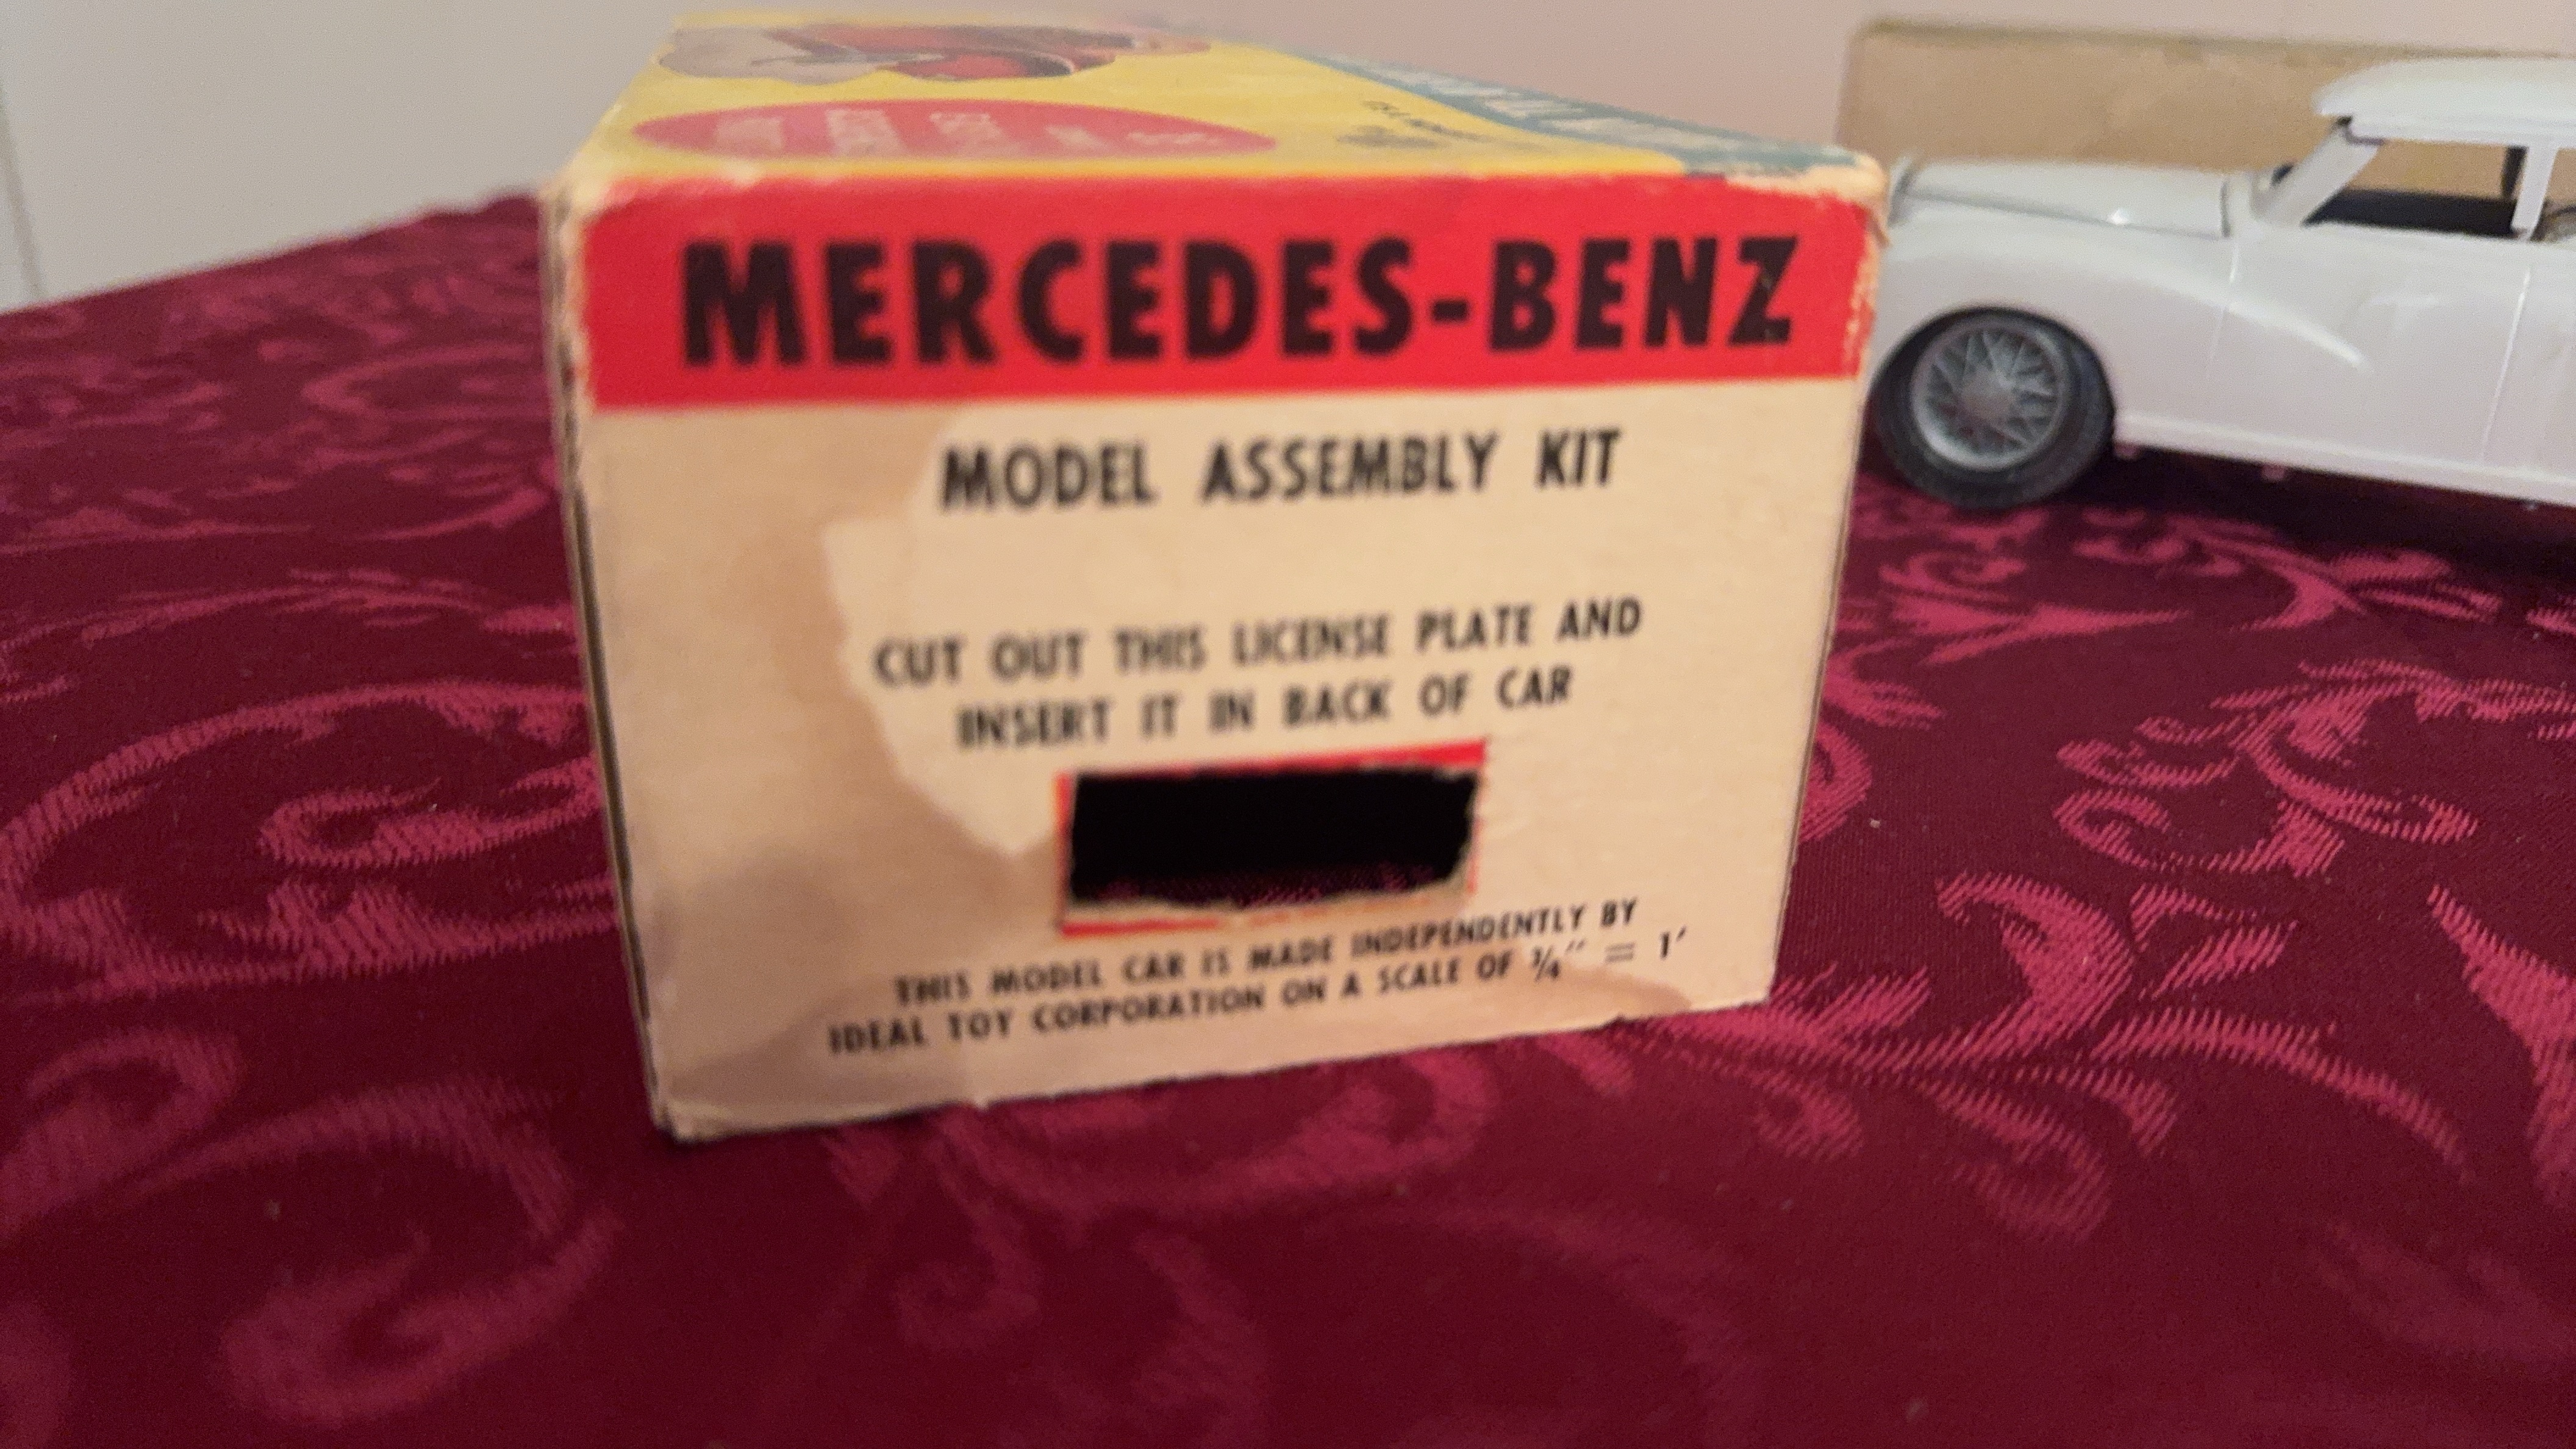 MERCEDES-BENZ
MODEL ASSEMBLY KIT
CUT OUT THIS LICENSE PLATE AND
INSERT IT IN BACK OF CAR
THIS MODEL CAR IS MADE INDEPENDENTLY BY
IDEAL TOY CORPORATION ON A SCALE OF ¾" = 1'